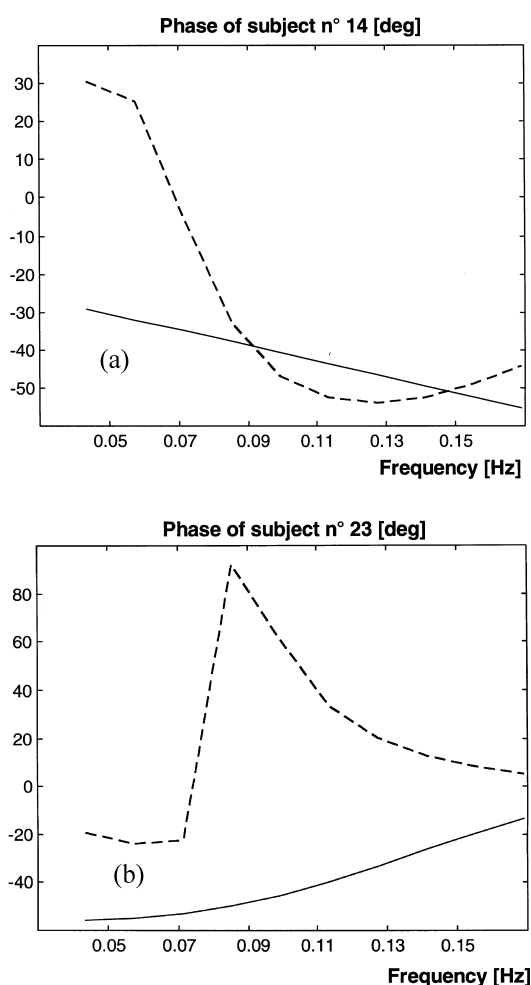 Phase of subject n° 14 [deg]
30
20
10
0
-10
-20
-30
-40
-50
(a)
0.05 0.07 0.09 0.11 0.13 0.15
Frequency [Hz]
Phase of subject n° 23 [deg]
80
60
40
20
0
-20
-40
(b)
0.05 0.07 0.09 0.11 0.13 0.15
Frequency [Hz]